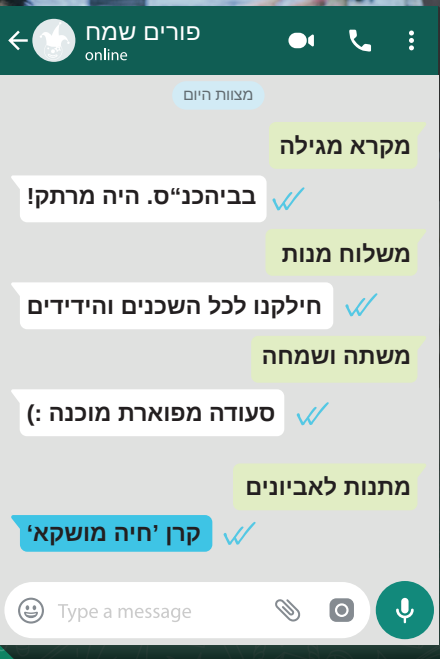 פורים שמח
online
מצוות היום
מקרא מגילה
בביהכנ“ס. היה מרתק!
משלוח מנות
חילקנו לכל השכנים והידידים
משתה ושמחה
סעודה מפוארת מוכנה :)
מתנות לאביונים
קרן ’חיה מושקא‘
Type a message